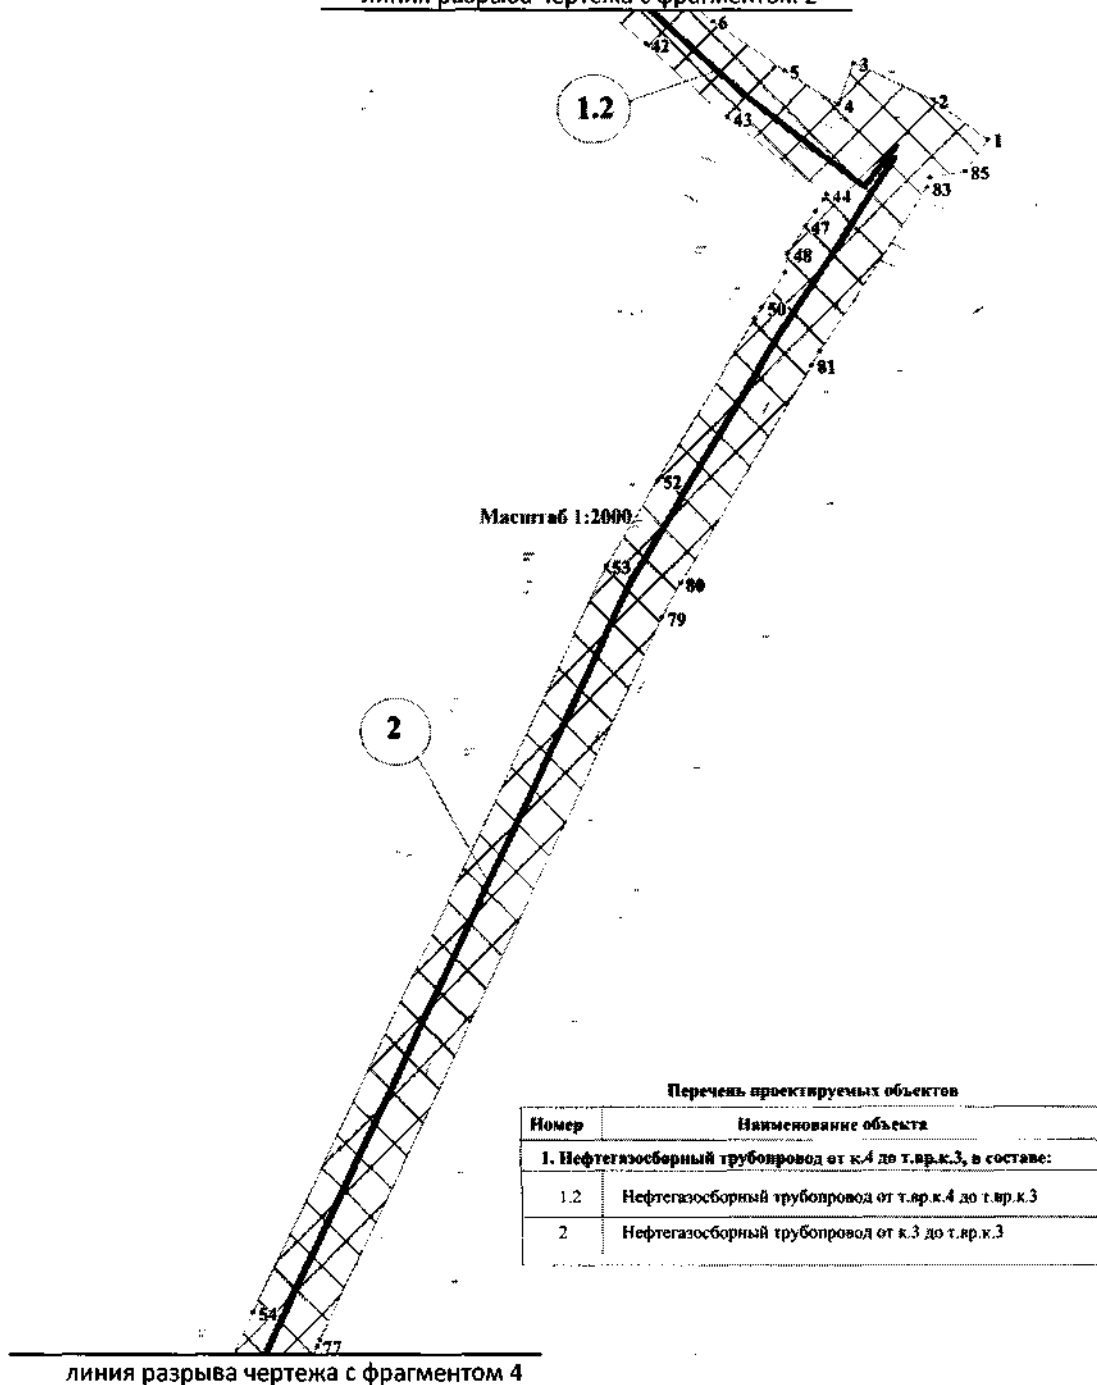 линия разрыва чертежа с фрагментом 2
6
42
5
3
1.2
43
4
2
1
85
83
44
47
48
50
81
52
Масштаб 1:2000
53
80
79
2
Перечень проектируемых объектов
Номер Наименование объекта
1. Нефтегазосборный трубопровод от к.4 до т.вр.к.3, в составе:
1.2 Нефтегазосборный трубопровод от т.вр.к.4 до т.вр.к.3
2 Нефтегазосборный трубопровод от к.3 до т.вр.к.3
54
77
линия разрыва чертежа с фрагментом 4